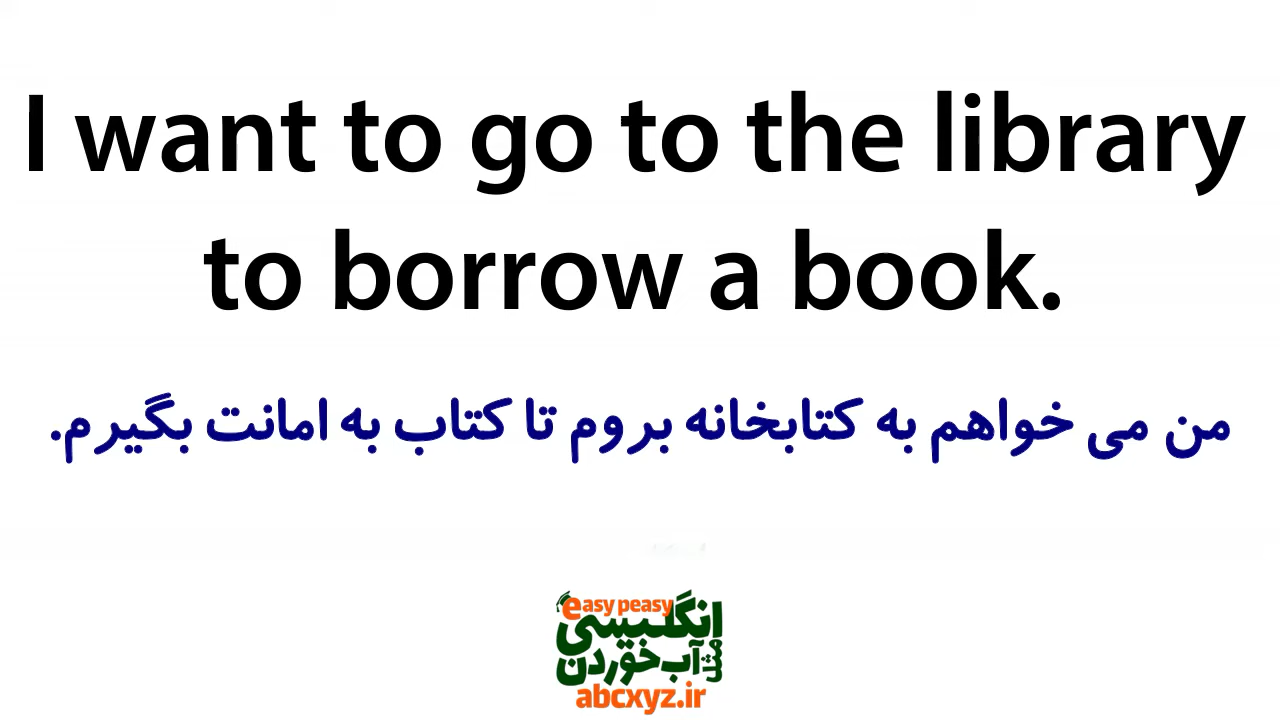 I want to go to the library
to borrow a book.
من می خواهم به کتابخانه بروم تا کتاب به امانت بگیرم.
easy peasy
انگلیسی
مثل آب خوردن
abcxyz.ir